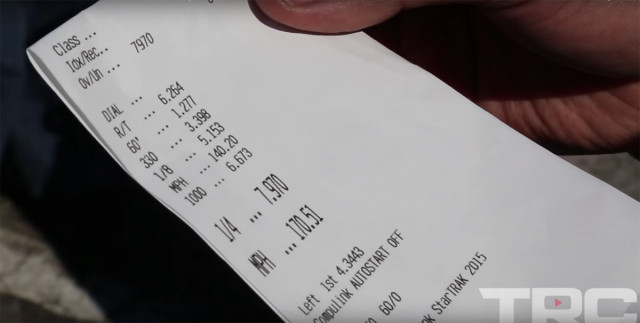 Class ...
Idx/Rec..
Ov/Un ... 7970
DIAL ...
R/T ... 6.264
60' ... 1.277
330 ... 3.398
1/8 ... 5.153
MPH ...140.20
1000 ... 6.673
1/4 ... 7.970
MPH ...170.51
Left 1st 4.3443
Compulink AUTOSTART OFF
60/0
StarTRAK 2015
TRC